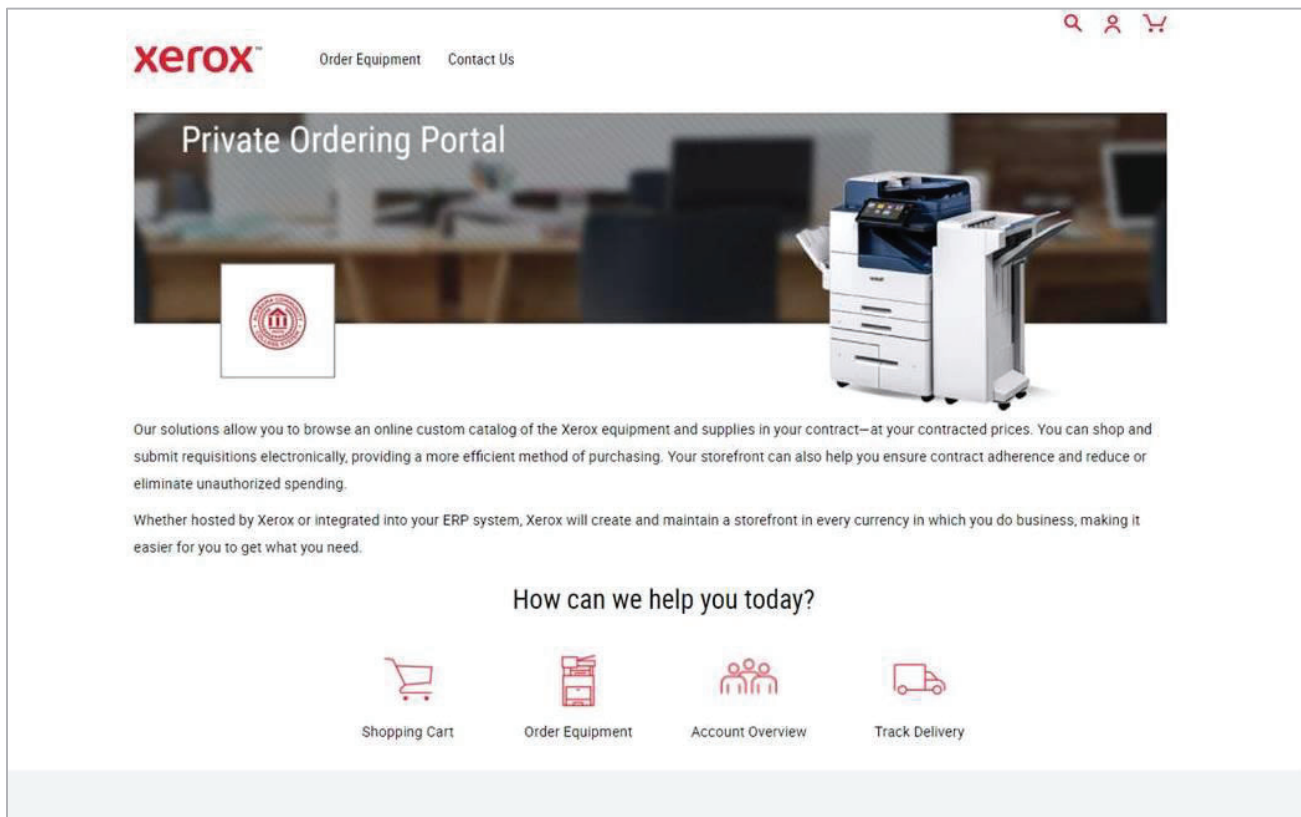 xerox™
Order Equipment Contact Us
Private Ordering Portal
ALABAMA COMMUNITY
COLLEGE SYSTEM
Our solutions allow you to browse an online custom catalog of the Xerox equipment and supplies in your contract—at your contracted prices. You can shop and
submit requisitions electronically, providing a more efficient method of purchasing. Your storefront can also help you ensure contract adherence and reduce or
eliminate unauthorized spending.
Whether hosted by Xerox or integrated into your ERP system, Xerox will create and maintain a storefront in every currency in which you do business, making it
easier for you to get what you need.
How can we help you today?
Shopping Cart Order Equipment Account Overview Track Delivery